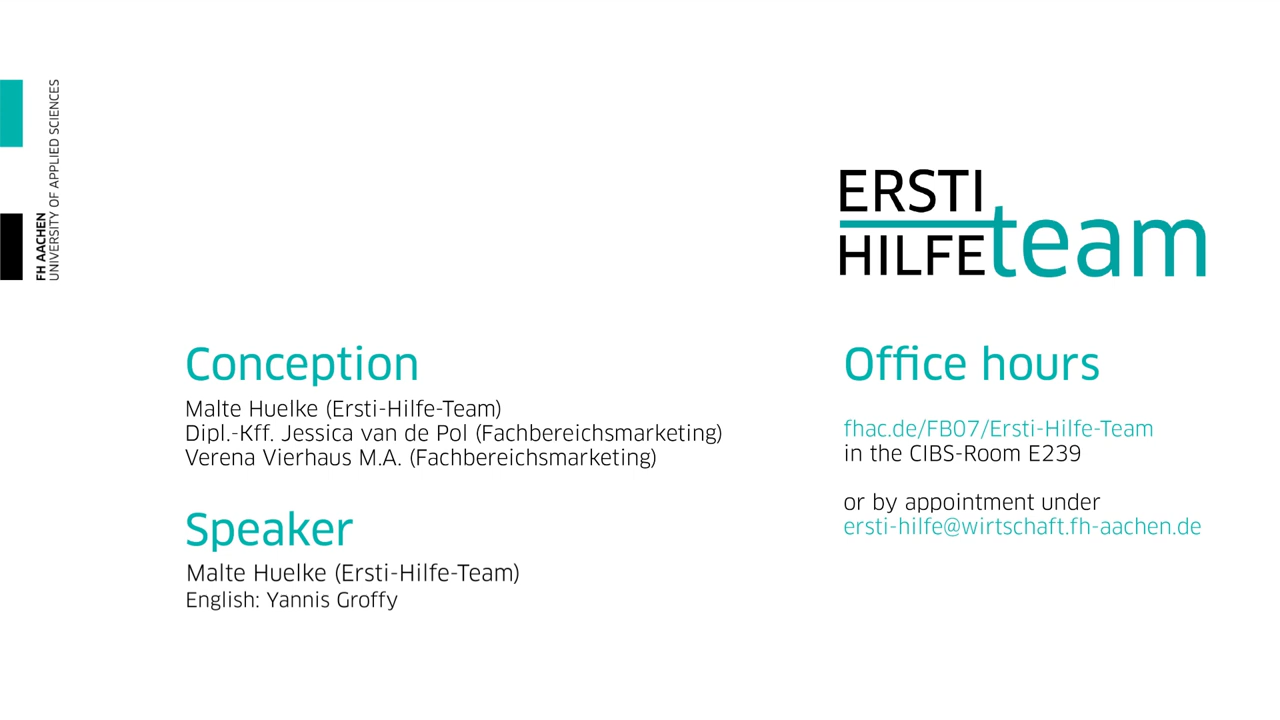 FH AACHEN
UNIVERSITY OF APPLIED SCIENCES
ERSTI
HILFE team
Conception
Malte Huelke (Ersti-Hilfe-Team)
Dipl.-Kff. Jessica van de Pol (Fachbereichsmarketing)
Verena Vierhaus M.A. (Fachbereichsmarketing)
Speaker
Malte Huelke (Ersti-Hilfe-Team)
English: Yannis Groffy
Office hours
fhac.de/FB07/Ersti-Hilfe-Team
in the CIBS-Room E239
or by appointment under
ersti-hilfe@wirtschaft.fh-aachen.de